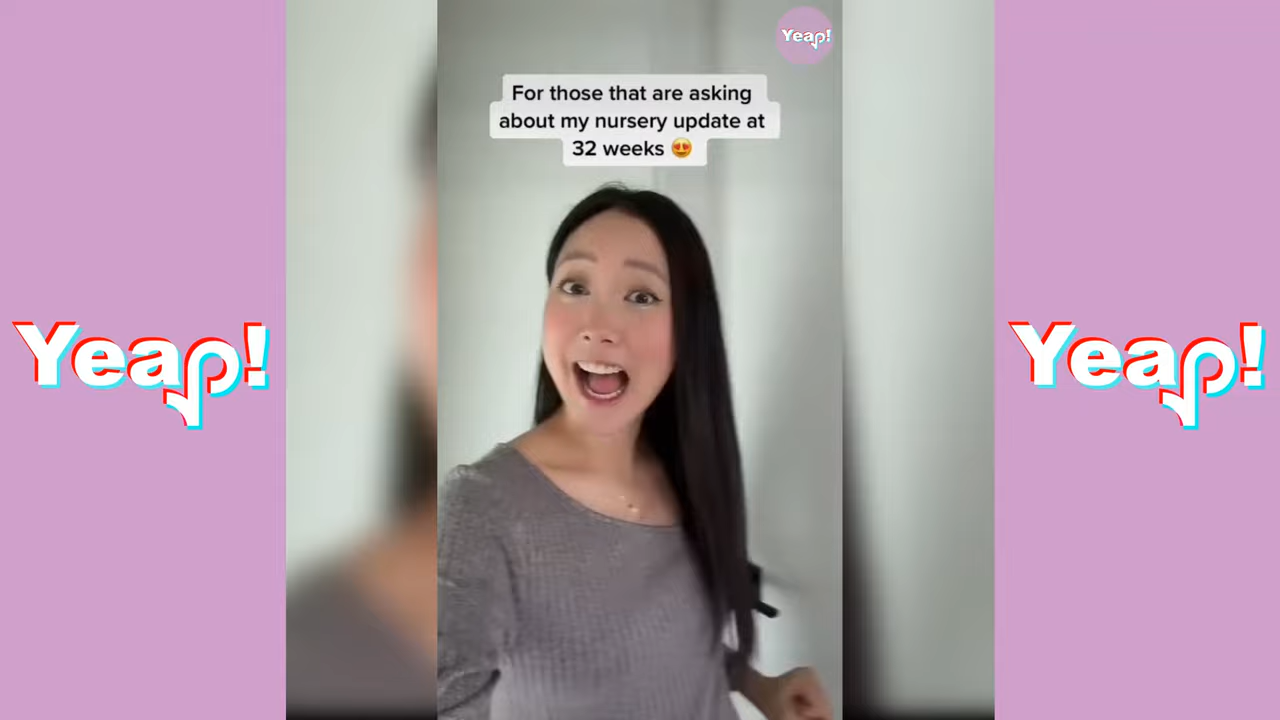 Yeap!
For those that are asking
about my nursery update at
32 weeks 😍
Yeap!
Yeap!